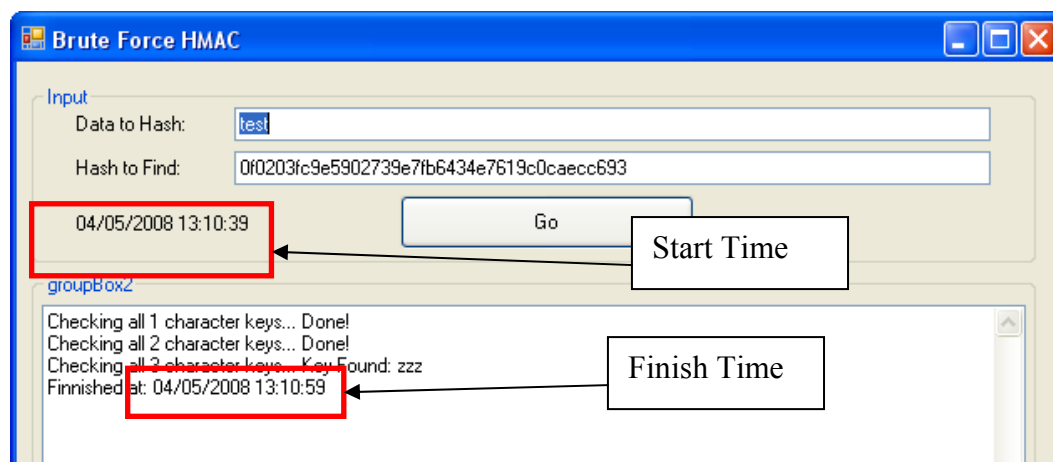 Brute Force HMAC
Input
Data to Hash: test
Hash to Find: 0f0203fc9e5902739e7fb6434e7619c0caecc693
04/05/2008 13:10:39
Go
Start Time
groupBox2
Checking all 1 character keys... Done!
Checking all 2 character keys... Done!
Checking all 3 character keys... Key Found: zzz
Finnished at: 04/05/2008 13:10:59
Finish Time